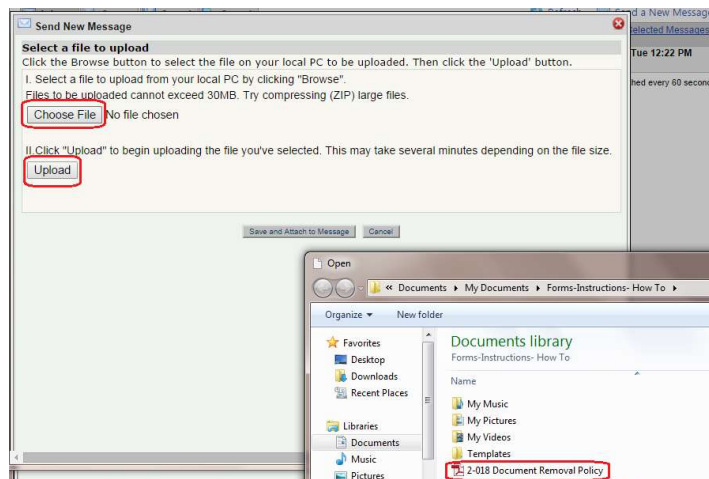 Refresh
Send a New Message
Send New Message
Selected Messages
Select a file to upload
Click the Browse button to select the file on your local PC to be uploaded. Then click the 'Upload' button.
Tue 12:22 PM
I. Select a file to upload from your local PC by clicking "Browse".
Files to be uploaded cannot exceed 30MB. Try compressing (ZIP) large files.
hed every 60 second
Choose File No file chosen
II.Click "Upload" to begin uploading the file you've selected. This may take several minutes depending on the file size.
Upload
Save and Attach to Message Cancel
Open
« Documents ▸ My Documents ▸ Forms-Instructions- How To ▸
Organize ▾ New folder
Favorites
Desktop
Downloads
Recent Places
Libraries
Documents
Music
Pictures
Documents library
Forms-Instructions- How To
Name
My Music
My Pictures
My Videos
Templates
2-018 Document Removal Policy